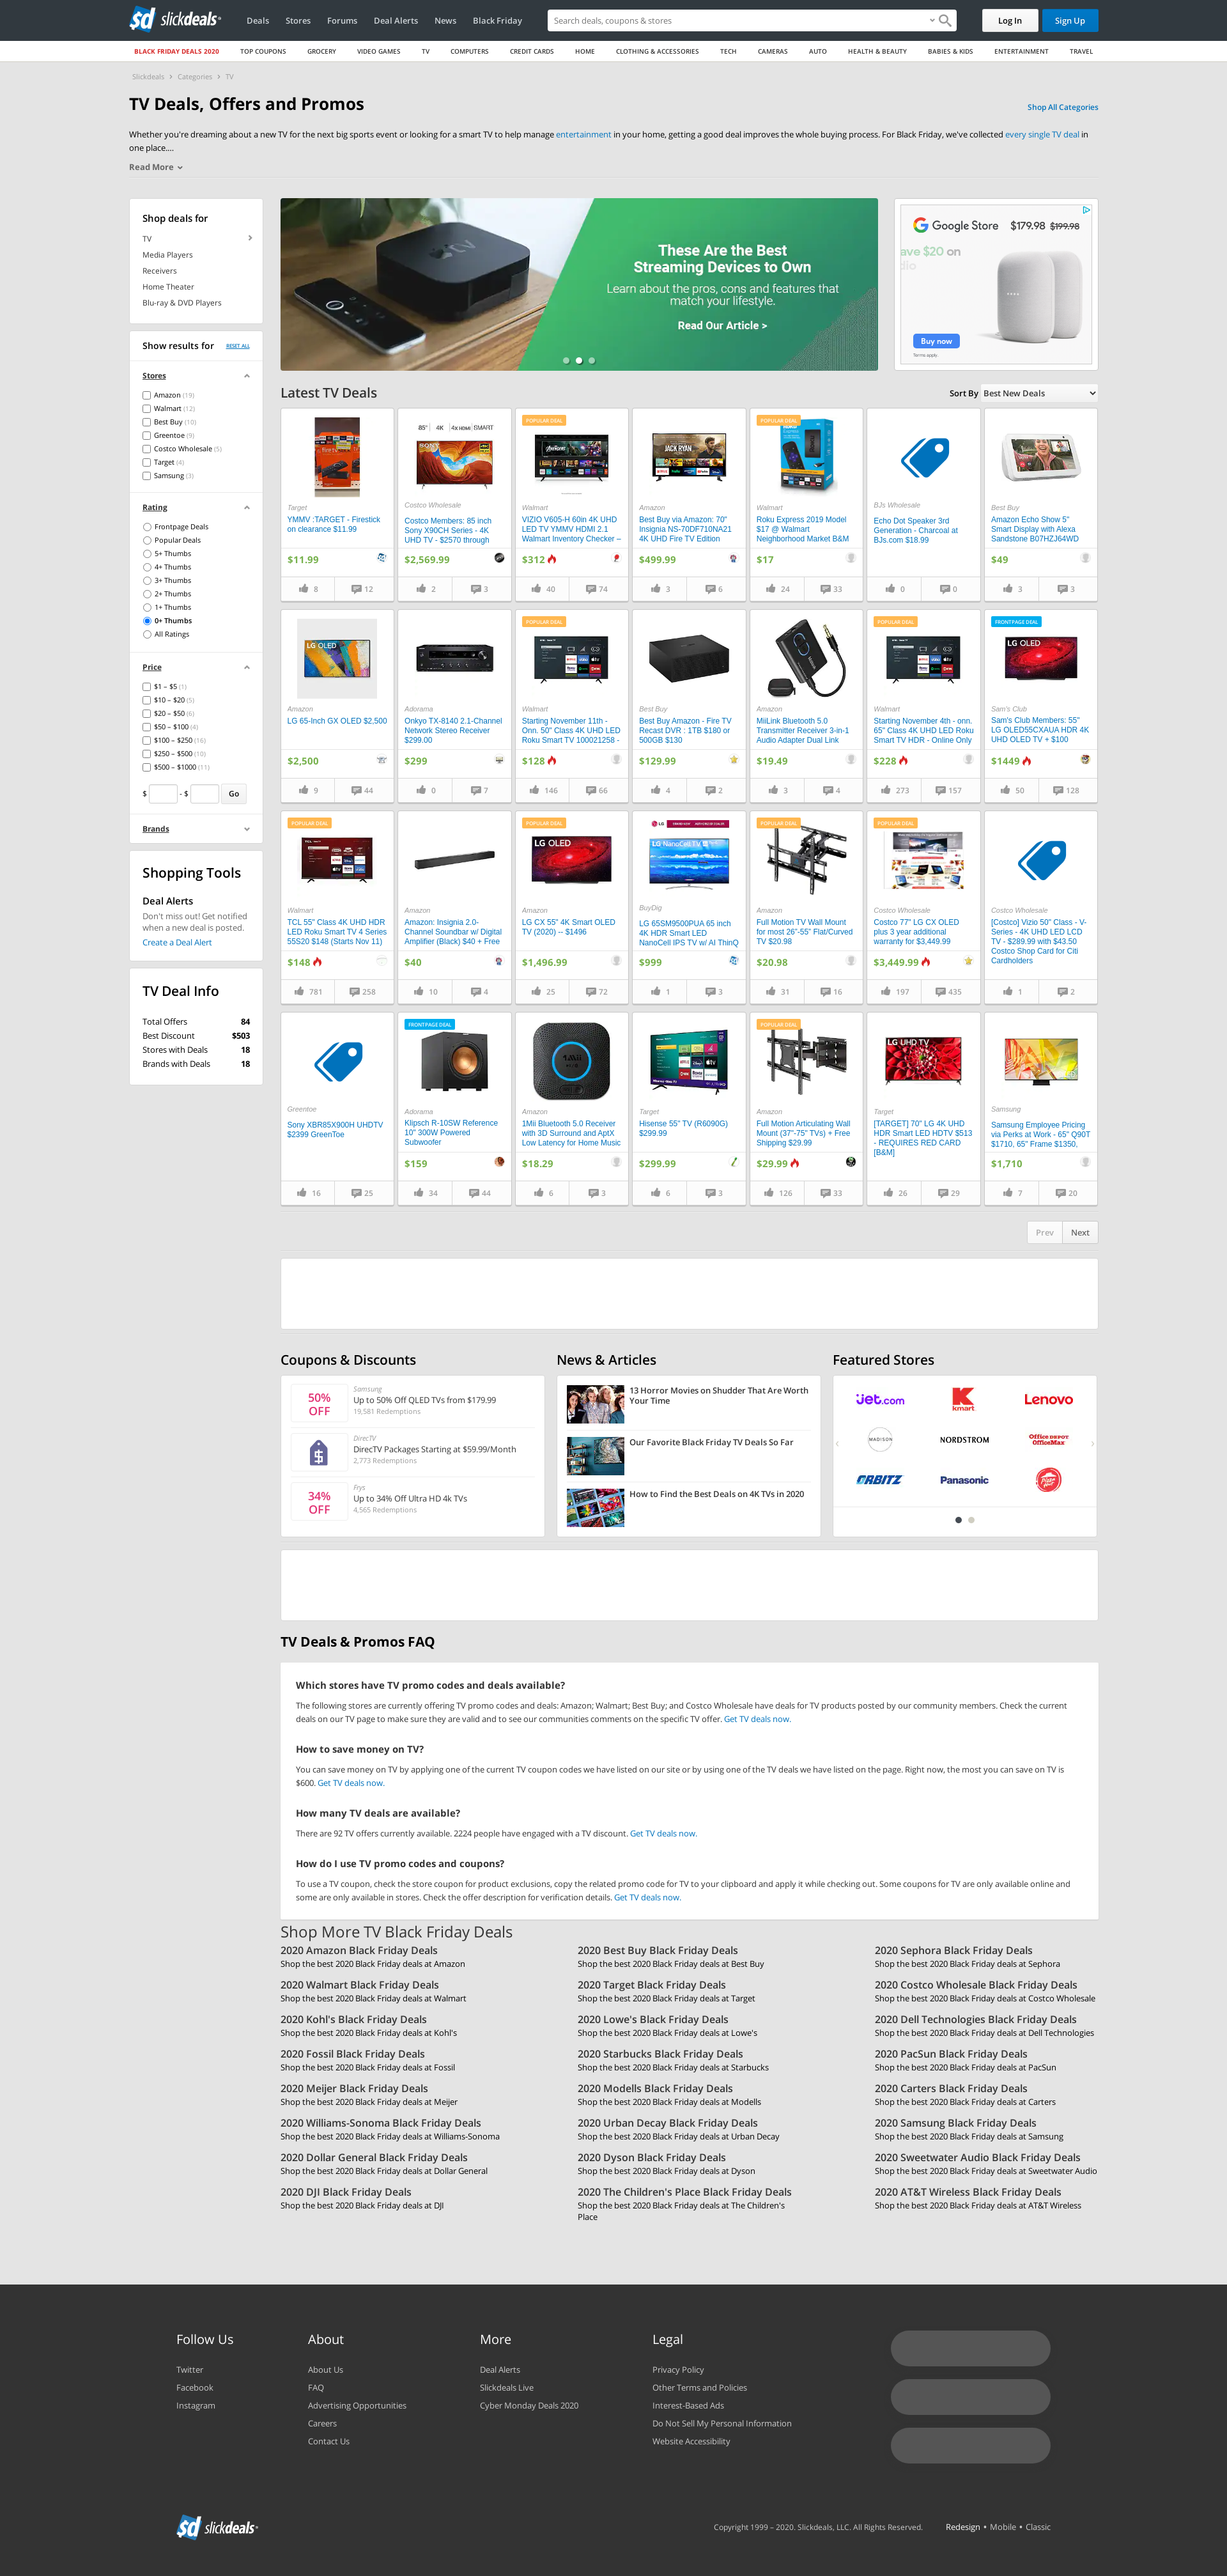 slickdeals
Deals
Stores
Forums
Deal Alerts
News
Black Friday
Search deals, coupons & stores
Log In
Sign Up
BLACK FRIDAY DEALS 2020
TOP COUPONS
GROCERY
VIDEO GAMES
TV
COMPUTERS
CREDIT CARDS
HOME
CLOTHING & ACCESSORIES
TECH
CAMERAS
AUTO
HEALTH & BEAUTY
BABIES & KIDS
ENTERTAINMENT
TRAVEL
Slickdeals › Categories › TV
TV Deals, Offers and Promos
Shop All Categories
Whether you're dreaming about a new TV for the next big sports event or looking for a smart TV to help manage entertainment in your home, getting a good deal improves the whole buying process. For Black Friday, we've collected every single TV deal in
one place....
Read More
Shop deals for
TV
Media Players
Receivers
Home Theater
Blu-ray & DVD Players
Show results for
RESET ALL
Stores
Amazon (19)
Walmart (12)
Best Buy (10)
Greentoe (9)
Costco Wholesale (5)
Target (4)
Samsung (3)
Rating
Frontpage Deals
Popular Deals
5+ Thumbs
4+ Thumbs
3+ Thumbs
2+ Thumbs
1+ Thumbs
0+ Thumbs
All Ratings
Price
$1 – $5 (1)
$10 – $20 (5)
$20 – $50 (6)
$50 – $100 (4)
$100 – $250 (16)
$250 – $500 (10)
$500 – $1000 (11)
$ - $ Go
Brands
Shopping Tools
Deal Alerts
Don't miss out! Get notified
when a new deal is posted.
Create a Deal Alert
TV Deal Info
Total Offers 84
Best Discount $503
Stores with Deals 18
Brands with Deals 18
These Are the Best
Streaming Devices to Own
Learn about the pros, cons and features that
match your lifestyle.
Read Our Article >
Google Store
$179.98 $199.98
ave $20 on
dio
Buy now
Terms apply.
Latest TV Deals
Sort By Best New Deals
Target
YMMV :TARGET - Firestick
on clearance $11.99
$11.99
8
12
85" 4K 4x HDMI SMART
SONY
Costco Wholesale
Costco Members: 85 inch
Sony X90CH Series - 4K
UHD TV - $2570 through
$2,569.99
2
3
POPULAR DEAL
Walmart
VIZIO V605-H 60in 4K UHD
LED TV YMMV HDMI 2.1
Walmart Inventory Checker –
$312
40
74
JACK RYAN
Amazon
Best Buy via Amazon: 70"
Insignia NS-70DF710NA21
4K UHD Fire TV Edition
$499.99
3
6
POPULAR DEAL
Walmart
Roku Express 2019 Model
$17 @ Walmart
Neighborhood Market B&M
$17
24
33
BJs Wholesale
Echo Dot Speaker 3rd
Generation - Charcoal at
BJs.com $18.99
0
0
Best Buy
Amazon Echo Show 5"
Smart Display with Alexa
Sandstone B07HZJ64WD
$49
3
3
LG OLED
Amazon
LG 65-Inch GX OLED $2,500
$2,500
9
44
Adorama
Onkyo TX-8140 2.1-Channel
Network Stereo Receiver
$299.00
$299
0
7
POPULAR DEAL
Walmart
Starting November 11th -
Onn. 50" Class 4K UHD LED
Roku Smart TV 100021258 -
$128
146
66
Best Buy
Best Buy Amazon - Fire TV
Recast DVR : 1TB $180 or
500GB $130
$129.99
4
2
Amazon
MiiLink Bluetooth 5.0
Transmitter Receiver 3-in-1
Audio Adapter Dual Link
$19.49
3
4
POPULAR DEAL
Walmart
Starting November 4th - onn.
65" Class 4K UHD LED Roku
Smart TV HDR - Online Only
$228
273
157
FRONTPAGE DEAL
LG OLED
Sam's Club
Sam's Club Members: 55"
LG OLED55CXAUA HDR 4K
UHD OLED TV + $100
$1449
50
128
POPULAR DEAL
Walmart
TCL 55" Class 4K UHD HDR
LED Roku Smart TV 4 Series
55S20 $148 (Starts Nov 11)
$148
781
258
Amazon
Amazon: Insignia 2.0-
Channel Soundbar w/ Digital
Amplifier (Black) $40 + Free
$40
10
4
POPULAR DEAL
LG OLED
Amazon
LG CX 55" 4K Smart OLED
TV (2020) -- $1496
$1,496.99
25
72
LG
LG NanoCell TV
BuyDig
LG 65SM9500PUA 65 inch
4K HDR Smart LED
NanoCell IPS TV w/ AI ThinQ
$999
1
3
POPULAR DEAL
Amazon
Full Motion TV Wall Mount
for most 26"-55" Flat/Curved
TV $20.98
$20.98
31
16
POPULAR DEAL
Costco Wholesale
Costco 77" LG CX OLED
plus 3 year additional
warranty for $3,449.99
$3,449.99
197
435
Costco Wholesale
[Costco] Vizio 50" Class - V-
Series - 4K UHD LED LCD
TV - $289.99 with $43.50
Costco Shop Card for Citi
Cardholders
1
2
Greentoe
Sony XBR85X900H UHDTV
$2399 GreenToe
16
25
FRONTPAGE DEAL
Adorama
Klipsch R-10SW Reference
10" 300W Powered
Subwoofer
$159
34
44
Amazon
1Mii Bluetooth 5.0 Receiver
with 3D Surround and AptX
Low Latency for Home Music
$18.29
6
3
Target
Hisense 55" TV (R6090G)
$299.99
$299.99
6
3
POPULAR DEAL
Amazon
Full Motion Articulating Wall
Mount (37"-75" TVs) + Free
Shipping $29.99
$29.99
126
33
LG UHD TV
Target
[TARGET] 70" LG 4K UHD
HDR Smart LED HDTV $513
- REQUIRES RED CARD
[B&M]
26
29
Samsung
Samsung Employee Pricing
via Perks at Work - 65" Q90T
$1710, 65" Frame $1350,
$1,710
7
20
Prev Next
Coupons & Discounts
50%
OFF
Samsung
Up to 50% Off QLED TVs from $179.99
19,581 Redemptions
DirecTV
DirecTV Packages Starting at $59.99/Month
2,773 Redemptions
34%
OFF
Frys
Up to 34% Off Ultra HD 4k TVs
4,565 Redemptions
News & Articles
13 Horror Movies on Shudder That Are Worth
Your Time
Our Favorite Black Friday TV Deals So Far
How to Find the Best Deals on 4K TVs in 2020
Featured Stores
jet.com
kmart
Lenovo
MADISON
NORDSTROM
Office DEPOT
OfficeMax
ORBITZ
Panasonic
TV Deals & Promos FAQ
Which stores have TV promo codes and deals available?
The following stores are currently offering TV promo codes and deals: Amazon; Walmart; Best Buy; and Costco Wholesale have deals for TV products posted by our community members. Check the current
deals on our TV page to make sure they are valid and to see our communities comments on the specific TV offer. Get TV deals now.
How to save money on TV?
You can save money on TV by applying one of the current TV coupon codes we have listed on our site or by using one of the TV deals we have listed on the page. Right now, the most you can save on TV is
$600. Get TV deals now.
How many TV deals are available?
There are 92 TV offers currently available. 2224 people have engaged with a TV discount. Get TV deals now.
How do I use TV promo codes and coupons?
To use a TV coupon, check the store coupon for product exclusions, copy the related promo code for TV to your clipboard and apply it while checking out. Some coupons for TV are only available online and
some are only available in stores. Check the offer description for verification details. Get TV deals now.
Shop More TV Black Friday Deals
2020 Amazon Black Friday Deals
Shop the best 2020 Black Friday deals at Amazon
2020 Best Buy Black Friday Deals
Shop the best 2020 Black Friday deals at Best Buy
2020 Sephora Black Friday Deals
Shop the best 2020 Black Friday deals at Sephora
2020 Walmart Black Friday Deals
Shop the best 2020 Black Friday deals at Walmart
2020 Target Black Friday Deals
Shop the best 2020 Black Friday deals at Target
2020 Costco Wholesale Black Friday Deals
Shop the best 2020 Black Friday deals at Costco Wholesale
2020 Kohl's Black Friday Deals
Shop the best 2020 Black Friday deals at Kohl's
2020 Lowe's Black Friday Deals
Shop the best 2020 Black Friday deals at Lowe's
2020 Dell Technologies Black Friday Deals
Shop the best 2020 Black Friday deals at Dell Technologies
2020 Fossil Black Friday Deals
Shop the best 2020 Black Friday deals at Fossil
2020 Starbucks Black Friday Deals
Shop the best 2020 Black Friday deals at Starbucks
2020 PacSun Black Friday Deals
Shop the best 2020 Black Friday deals at PacSun
2020 Meijer Black Friday Deals
Shop the best 2020 Black Friday deals at Meijer
2020 Modells Black Friday Deals
Shop the best 2020 Black Friday deals at Modells
2020 Carters Black Friday Deals
Shop the best 2020 Black Friday deals at Carters
2020 Williams-Sonoma Black Friday Deals
Shop the best 2020 Black Friday deals at Williams-Sonoma
2020 Urban Decay Black Friday Deals
Shop the best 2020 Black Friday deals at Urban Decay
2020 Samsung Black Friday Deals
Shop the best 2020 Black Friday deals at Samsung
2020 Dollar General Black Friday Deals
Shop the best 2020 Black Friday deals at Dollar General
2020 Dyson Black Friday Deals
Shop the best 2020 Black Friday deals at Dyson
2020 Sweetwater Audio Black Friday Deals
Shop the best 2020 Black Friday deals at Sweetwater Audio
2020 DJI Black Friday Deals
Shop the best 2020 Black Friday deals at DJI
2020 The Children's Place Black Friday Deals
Shop the best 2020 Black Friday deals at The Children's
Place
2020 AT&T Wireless Black Friday Deals
Shop the best 2020 Black Friday deals at AT&T Wireless
Follow Us
Twitter
Facebook
Instagram
About
About Us
FAQ
Advertising Opportunities
Careers
Contact Us
More
Deal Alerts
Slickdeals Live
Cyber Monday Deals 2020
Legal
Privacy Policy
Other Terms and Policies
Interest-Based Ads
Do Not Sell My Personal Information
Website Accessibility
slickdeals
Copyright 1999 – 2020. Slickdeals, LLC. All Rights Reserved.
Redesign • Mobile • Classic